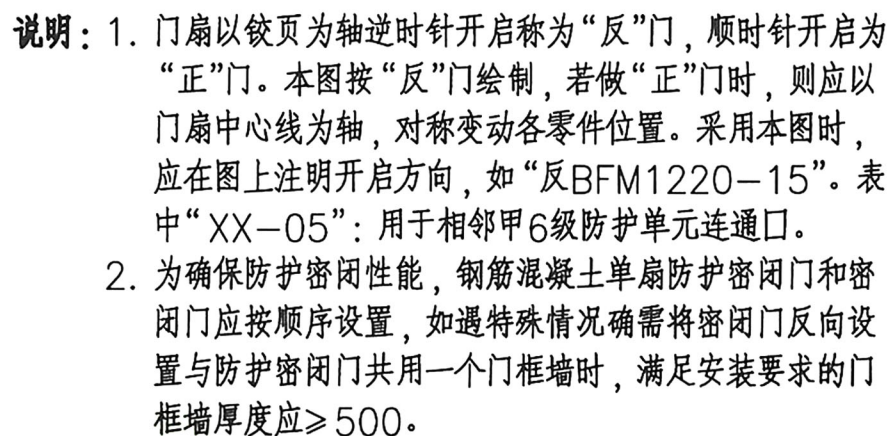 说明：1. 门扇以铰页为轴逆时针开启称为“反”门，顺时针开启为
“正”门。本图按“反”门绘制，若做“正”门时，则应以
门扇中心线为轴，对称变动各零件位置。采用本图时，
应在图上注明开启方向，如“反BFM1220—15”。表
中“XX—05”：用于相邻甲6级防护单元连通口。
2. 为确保防护密闭性能，钢筋混凝土单扇防护密闭门和密
闭门应按顺序设置，如遇特殊情况确需将密闭门反向设
置与防护密闭门共用一个门框墙时，满足安装要求的门
框墙厚度应≥500。